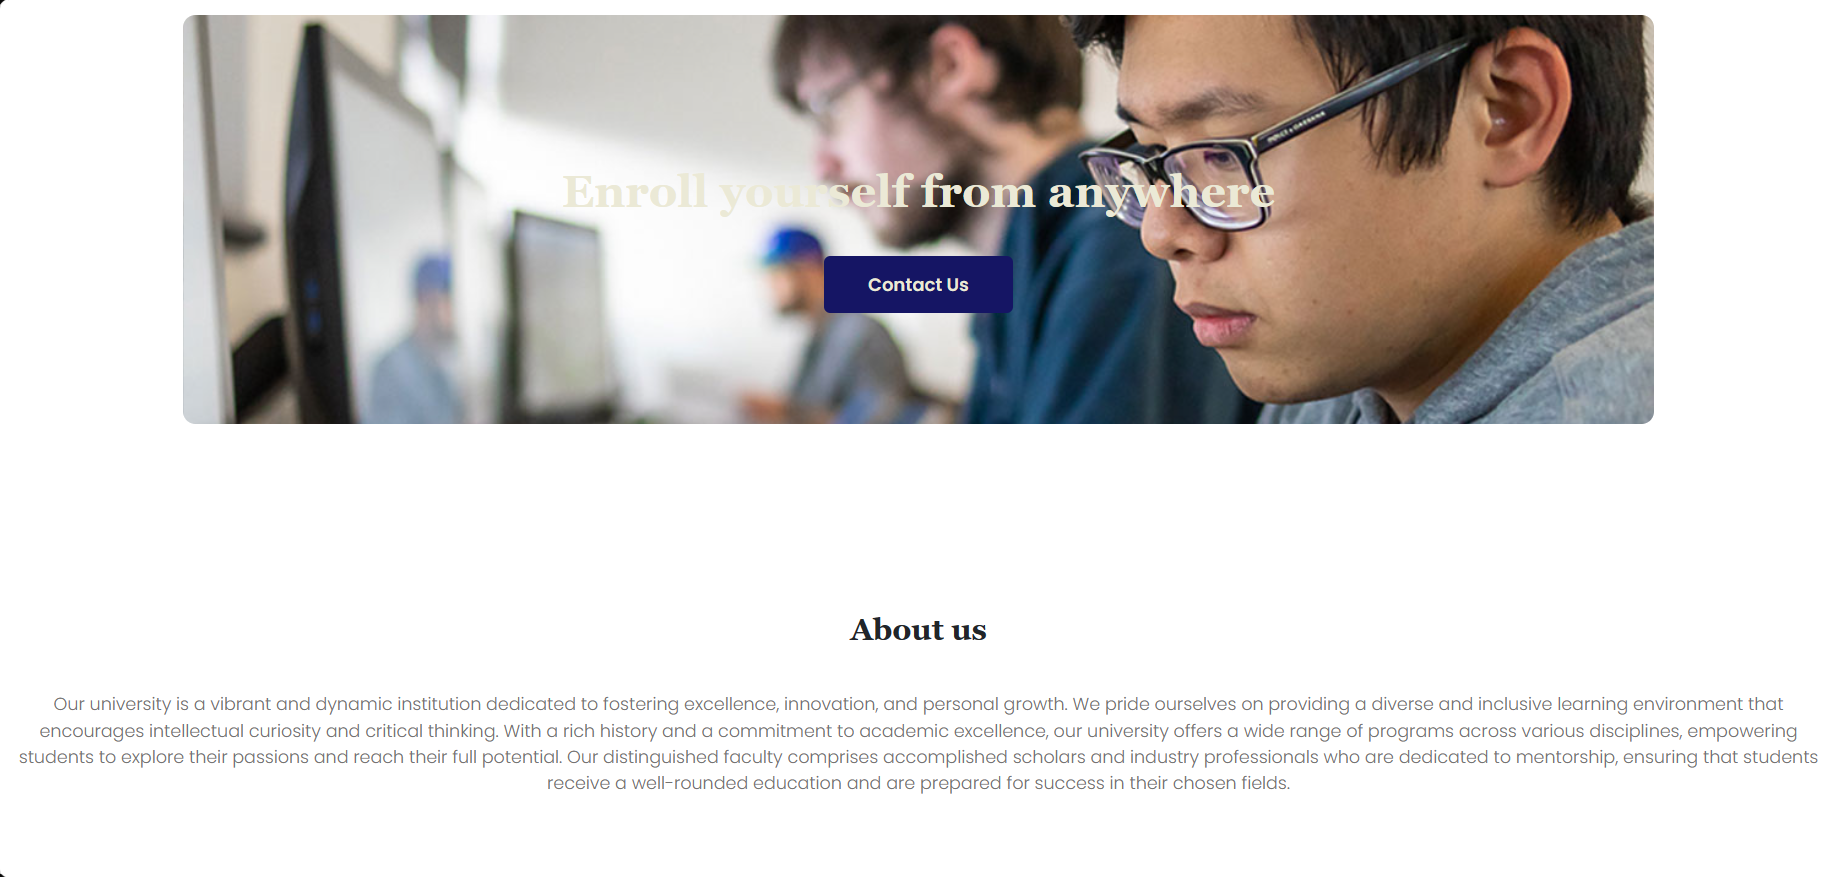 Enroll yourself from anywhere
Contact Us
About us
Our university is a vibrant and dynamic institution dedicated to fostering excellence, innovation, and personal growth. We pride ourselves on providing a diverse and inclusive learning environment that
encourages intellectual curiosity and critical thinking. With a rich history and a commitment to academic excellence, our university offers a wide range of programs across various disciplines, empowering
students to explore their passions and reach their full potential. Our distinguished faculty comprises accomplished scholars and industry professionals who are dedicated to mentorship, ensuring that students
receive a well-rounded education and are prepared for success in their chosen fields.